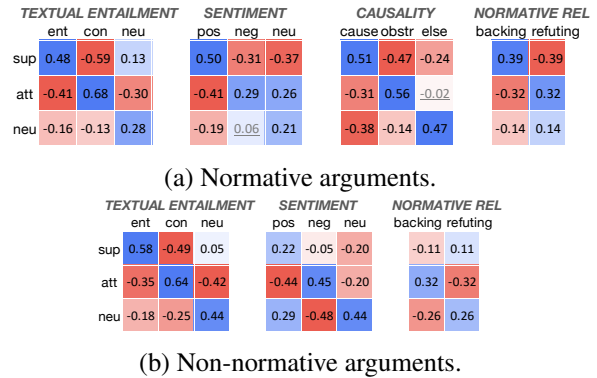 TEXTUAL ENTAILMENT SENTIMENT CAUSALITY NORMATIVE REL
ent con neu pos neg neu cause obstr else backing refuting
sup 0.48 -0.59 0.13 0.50 -0.31 -0.37 0.51 -0.47 -0.24 0.39 -0.39
att -0.41 0.68 -0.30 -0.41 0.29 0.26 -0.31 0.56 -0.02 -0.32 0.32
neu -0.16 -0.13 0.28 -0.19 0.06 0.21 -0.38 -0.14 0.47 -0.14 0.14
(a) Normative arguments.
TEXTUAL ENTAILMENT SENTIMENT NORMATIVE REL
ent con neu pos neg neu backing refuting
sup 0.58 -0.49 0.05 0.22 -0.05 -0.20 -0.11 0.11
att -0.35 0.64 -0.42 -0.44 0.45 -0.20 0.32 -0.32
neu -0.18 -0.25 0.44 0.29 -0.48 0.44 -0.26 0.26
(b) Non-normative arguments.